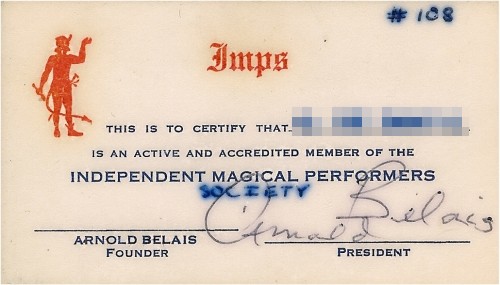 # 108
Imps
THIS IS TO CERTIFY THAT
IS AN ACTIVE AND ACCREDITED MEMBER OF THE
INDEPENDENT MAGICAL PERFORMERS
SOCIETY
Arnold Belais
ARNOLD BELAIS
FOUNDER
PRESIDENT